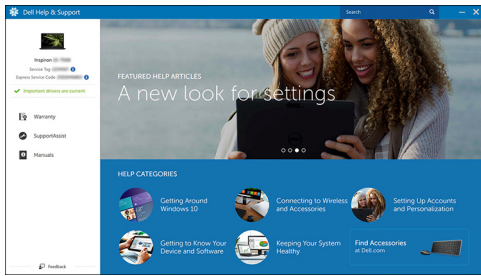 Dell Help & Support
Search
Inspiron
Service Tag
Express Service Code
Important drivers are current
Warranty
SupportAssist
Manuals
Feedback
FEATURED HELP ARTICLES
A new look for settings
HELP CATEGORIES
Getting Around
Windows 10
Connecting to Wireless
and Accessories
Setting Up Accounts
and Personalization
Getting to Know Your
Device and Software
Keeping Your System
Healthy
Find Accessories
at Dell.com